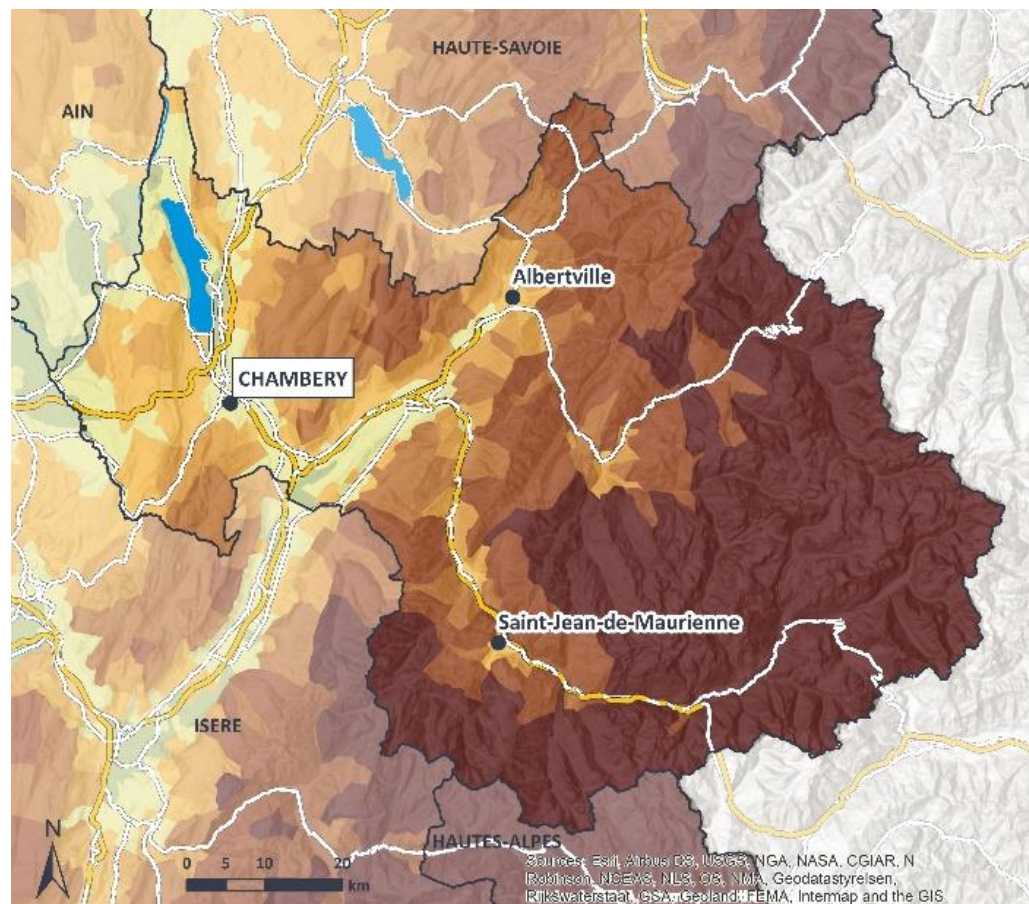 HAUTE-SAVOIE
AIN
Albertville
CHAMBERY
Saint-Jean-de-Maurienne
ISERE
HAUTES-ALPES
N
0 5 10 20
km
Sources: Esri, Airbus DS, USGS, NGA, NASA, CGIAR, N
Robinson, NCEAS, NLS, OS, NMA, Geodatastyrelsen,
Rijkswaterstaat, GSA, Geoland, FEMA, Intermap and the GIS